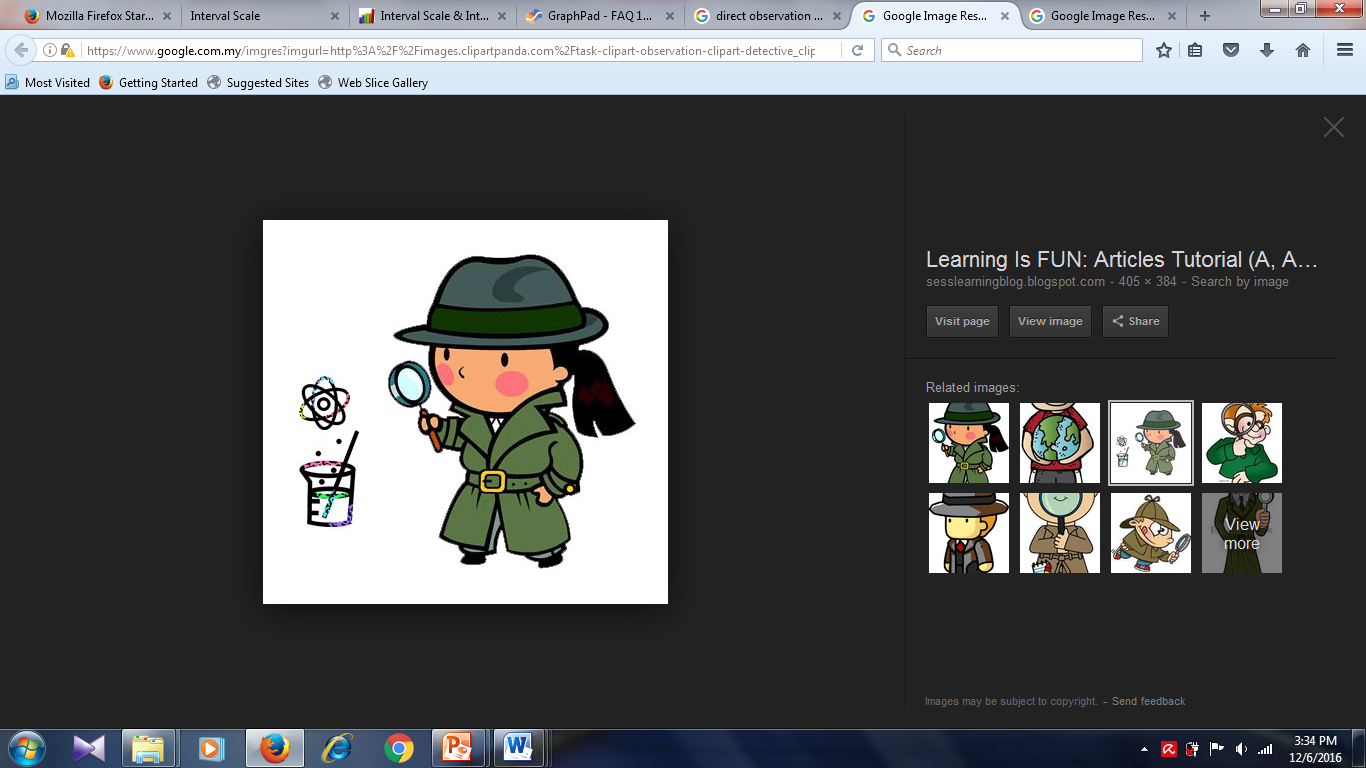 Mozilla Firefox Star...
Interval Scale
Interval Scale & Int...
GraphPad - FAQ 1...
direct observation ...
Google Image Res...
Google Image Res...
https://www.google.com.my/imgres?imgurl=http%3A%2F%2Fimages.clipartpanda.com%2Ftask-clipart-observation-clipart-detective_clip
Search
Most Visited
Getting Started
Suggested Sites
Web Slice Gallery
Learning Is FUN: Articles Tutorial (A, A…
sesslearningblog.blogspot.com - 405 × 384 - Search by image
Visit page
View image
Share
Related images:
View
more
Images may be subject to copyright. - Send feedback
3:34 PM
12/6/2016